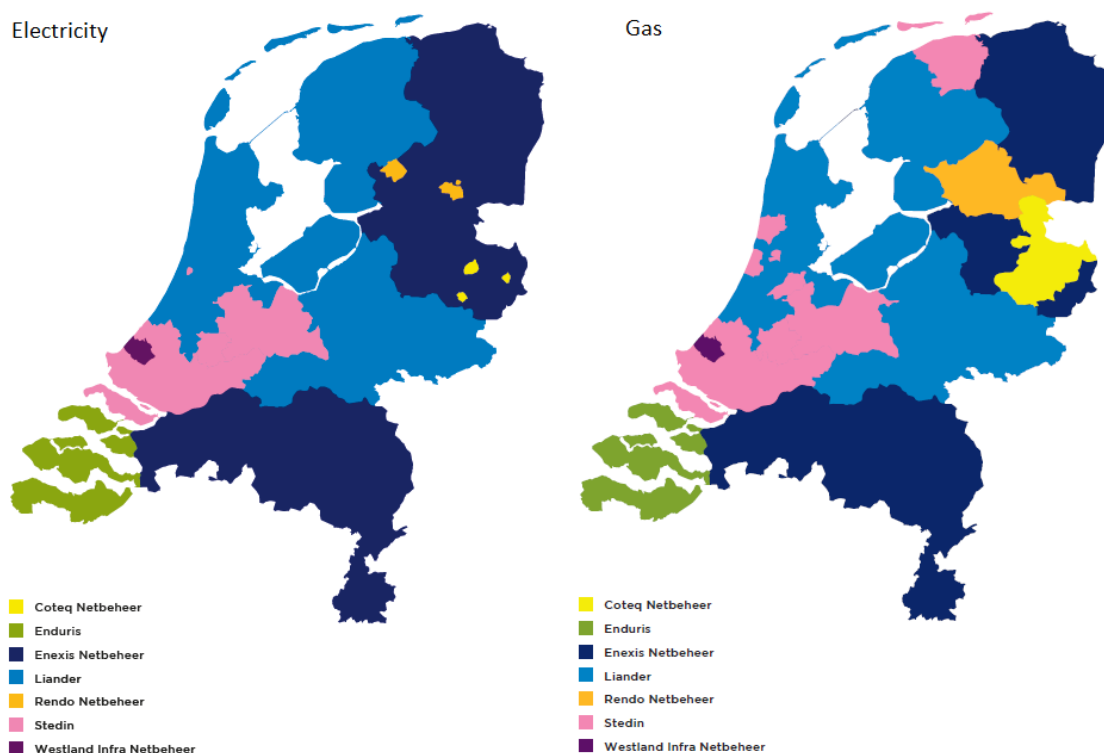 Electricity
Gas
Coteq Netbeheer
Enduris
Enexis Netbeheer
Liander
Rendo Netbeheer
Stedin
Westland Infra Netbeheer
Coteq Netbeheer
Enduris
Enexis Netbeheer
Liander
Rendo Netbeheer
Stedin
Westland Infra Netbeheer